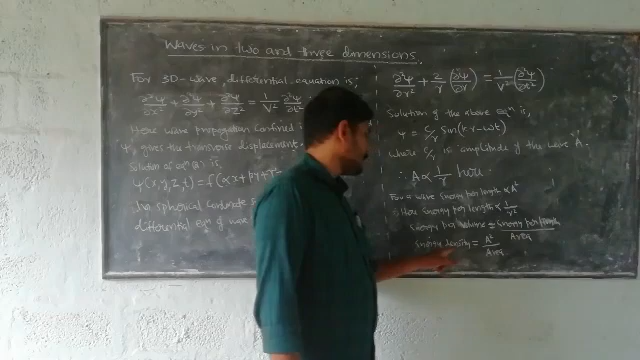 Waves in two and three dimensions.
For 3D-wave differential equation is;
∂²ψ/∂x² + ∂²ψ/∂y² + ∂²ψ/∂z² = 1/v² ∂²ψ/∂t²
Here wave propagation confined
ψ, gives the transverse displacement.
Solution of eqn is,
ψ(x,y,z,t) = f(αx+βy+γz
In spherical coordinate
differential eqn of wave
∂²ψ/∂r² + 2/r (∂ψ/∂r) = 1/v² (∂²ψ/∂t²)
Solution of the above Eqn is,
ψ = c/r sin(kr-wt)
where c/r is amplitude of the wave 'A'.
∴ A ∝ 1/r here
For wave Energy per length ∝ A²
Here Energy per length ∝ 1/r²
Energy per volume = Energy per length / Area
Energy density = A²/Area